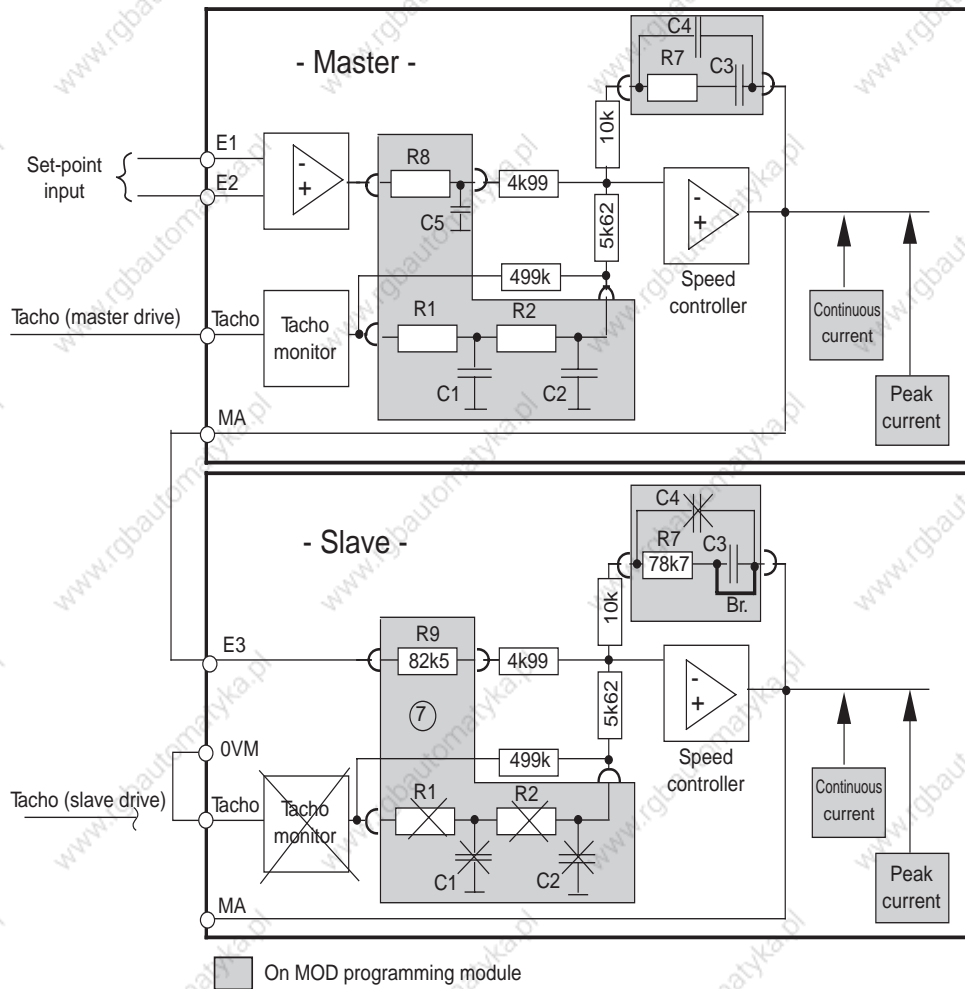 - Master -
C4
R7
C3
10k
E1
Set-point
input
E2
-
+
R8
C5
4k99
5k62
-
+
Speed
controller
499k
Tacho (master drive)
Tacho
Tacho
monitor
R1
R2
C1
C2
Continuous
current
Peak
current
MA
- Slave -
C4
R7
C3
78k7
Br.
10k
E3
R9
82k5
4k99
5k62
-
+
Speed
controller
7
0VM
499k
Tacho (slave drive)
Tacho
Tacho
monitor
R1
R2
C1
C2
Continuous
current
Peak
current
MA
On MOD programming module
www.rgbautomatyka.pl